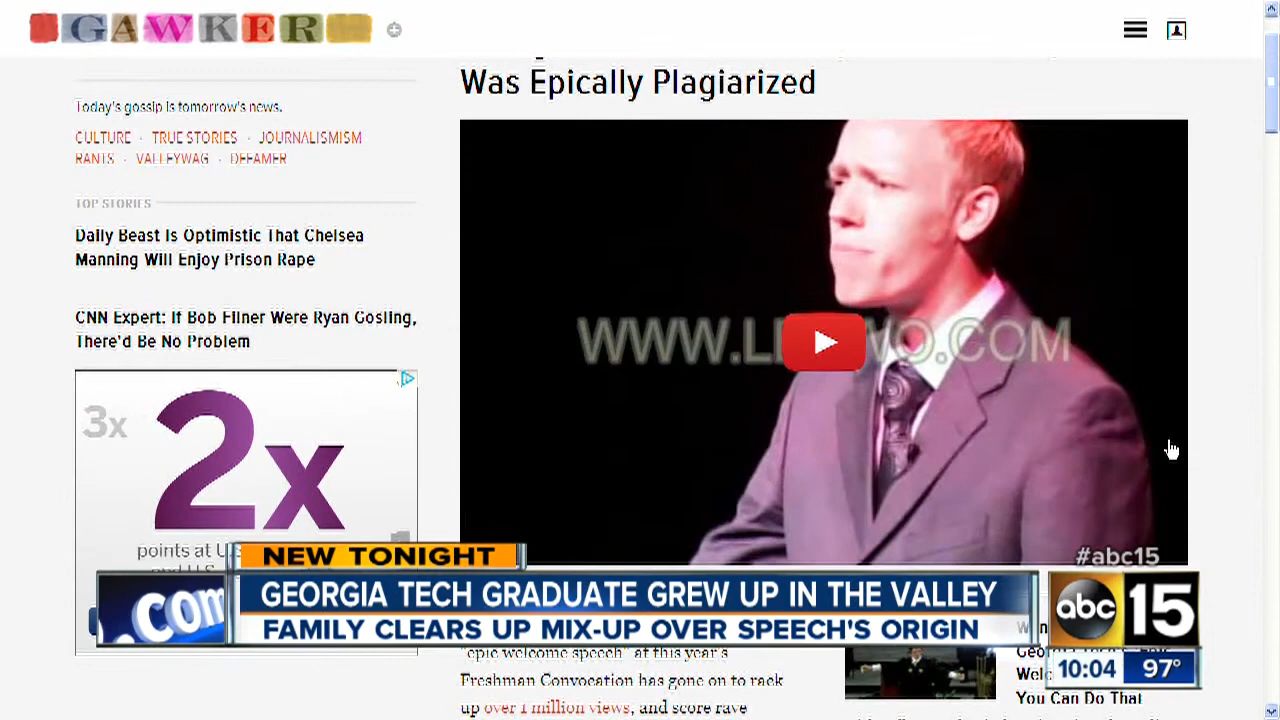 GAWKER
Was Epically Plagiarized
Today's gossip is tomorrow's news.
CULTURE · TRUE STORIES · JOURNALISMISM
RANTS · VALLEYWAG · DEFAMER
TOP STORIES
Daily Beast Is Optimistic That Chelsea
Manning Will Enjoy Prison Rape
CNN Expert: If Bob Filner Were Ryan Gosling,
There'd Be No Problem
3x
2x
points at U.S.
WWW. .COM
#abc15
NEW TONIGHT
.com
GEORGIA TECH GRADUATE GREW UP IN THE VALLEY
FAMILY CLEARS UP MIX-UP OVER SPEECH'S ORIGIN
abc 15
10:04 97°
"epic welcome speech" at this year's
Freshman Convocation has gone on to rack
up over 1 million views, and score rave
You Can Do That